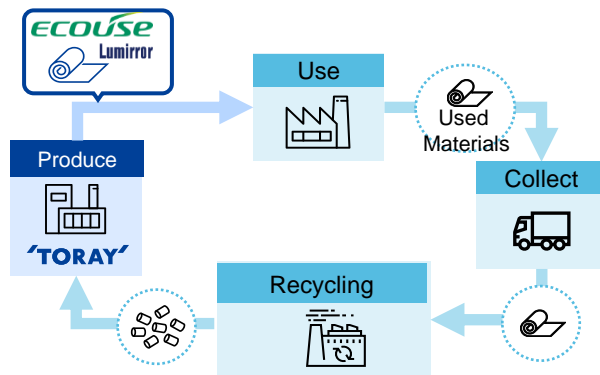 ECOUSE
Lumirror
Use
Used
Materials
Produce
Collect
'TORAY'
Recycling